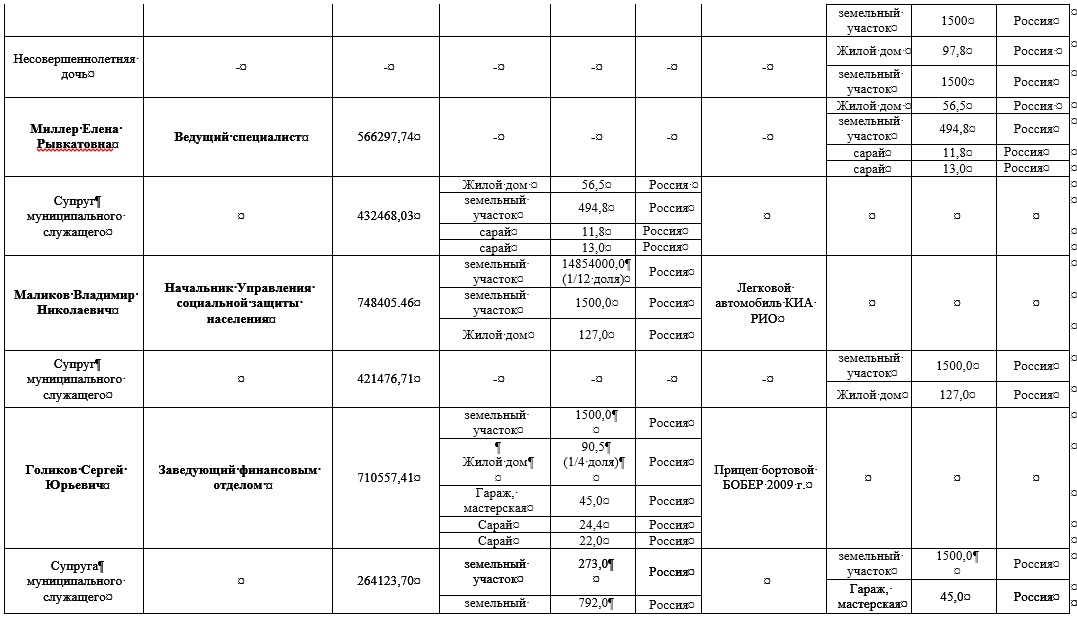 земельный участок 1500 Россия
Несовершеннолетняя дочь - - - - - - Жилой дом 97,8 Россия
земельный участок 1500 Россия
Миллер Елена Рывкатовна Ведущий специалист 566297,74 - - - - Жилой дом 56,5 Россия
земельный участок 494,8 Россия
сарай 11,8 Россия
сарай 13,0 Россия
Супруг муниципального служащего 432468,03 Жилой дом 56,5 Россия
земельный участок 494,8 Россия
сарай 11,8 Россия
сарай 13,0 Россия
Маликов Владимир Николаевич Начальник Управления социальной защиты населения 748405.46 земельный участок 14854000,0 (1/12 доля) Россия Легковой автомобиль КИА РИО
земельный участок 1500,0 Россия
Жилой дом 127,0 Россия
Супруг муниципального служащего 421476,71 - - - - земельный участок 1500,0 Россия
Жилой дом 127,0 Россия
Голиков Сергей Юрьевич Заведующий финансовым отделом 710557,41 земельный участок 1500,0 Россия Прицеп бортовой БОБЕР 2009 г.
Жилой дом 90,5 (1/4 доля) Россия
Гараж, мастерская 45,0 Россия
Сарай 24,4 Россия
Сарай 22,0 Россия
Супруга муниципального служащего 264123,70 земельный участок 273,0 Россия земельный участок 1500,0 Россия
земельный 792,0 Россия Гараж, мастерская 45,0 Россия